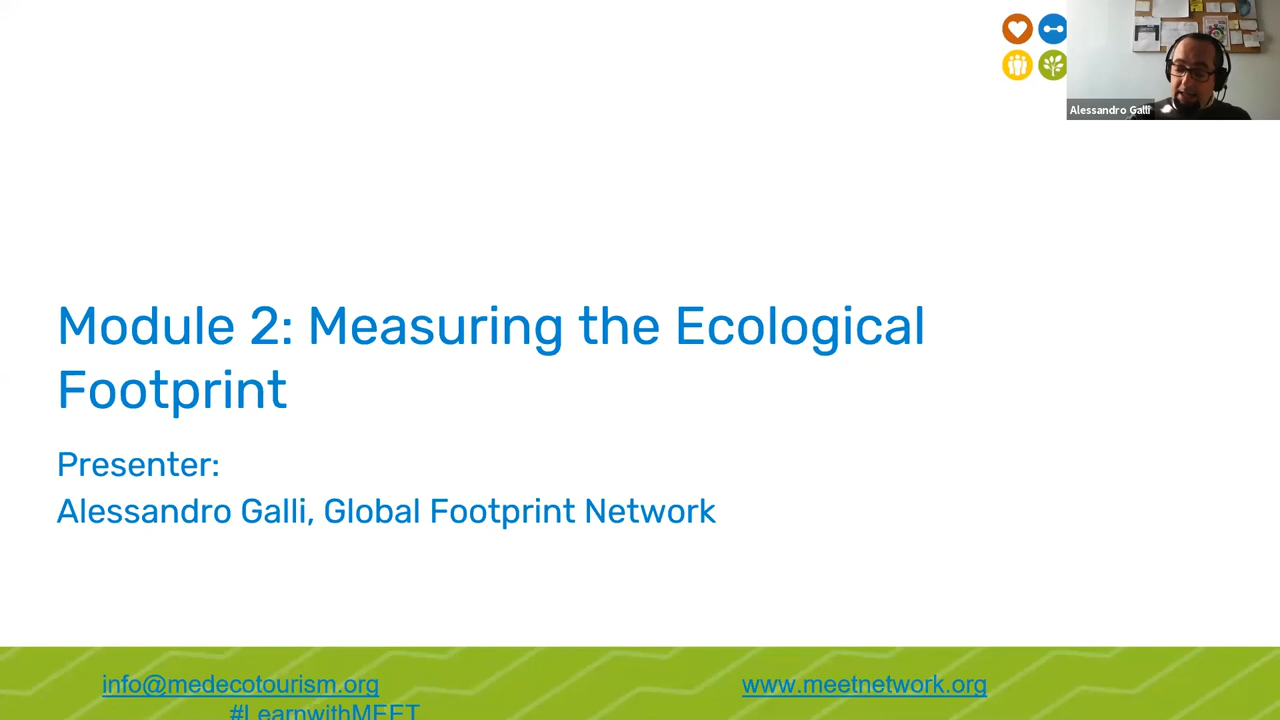 Alessandro Galli
Module 2: Measuring the Ecological
Footprint
Presenter:
Alessandro Galli, Global Footprint Network
info@medecotourism.org
www.meetnetwork.org
#LearnwithMEET